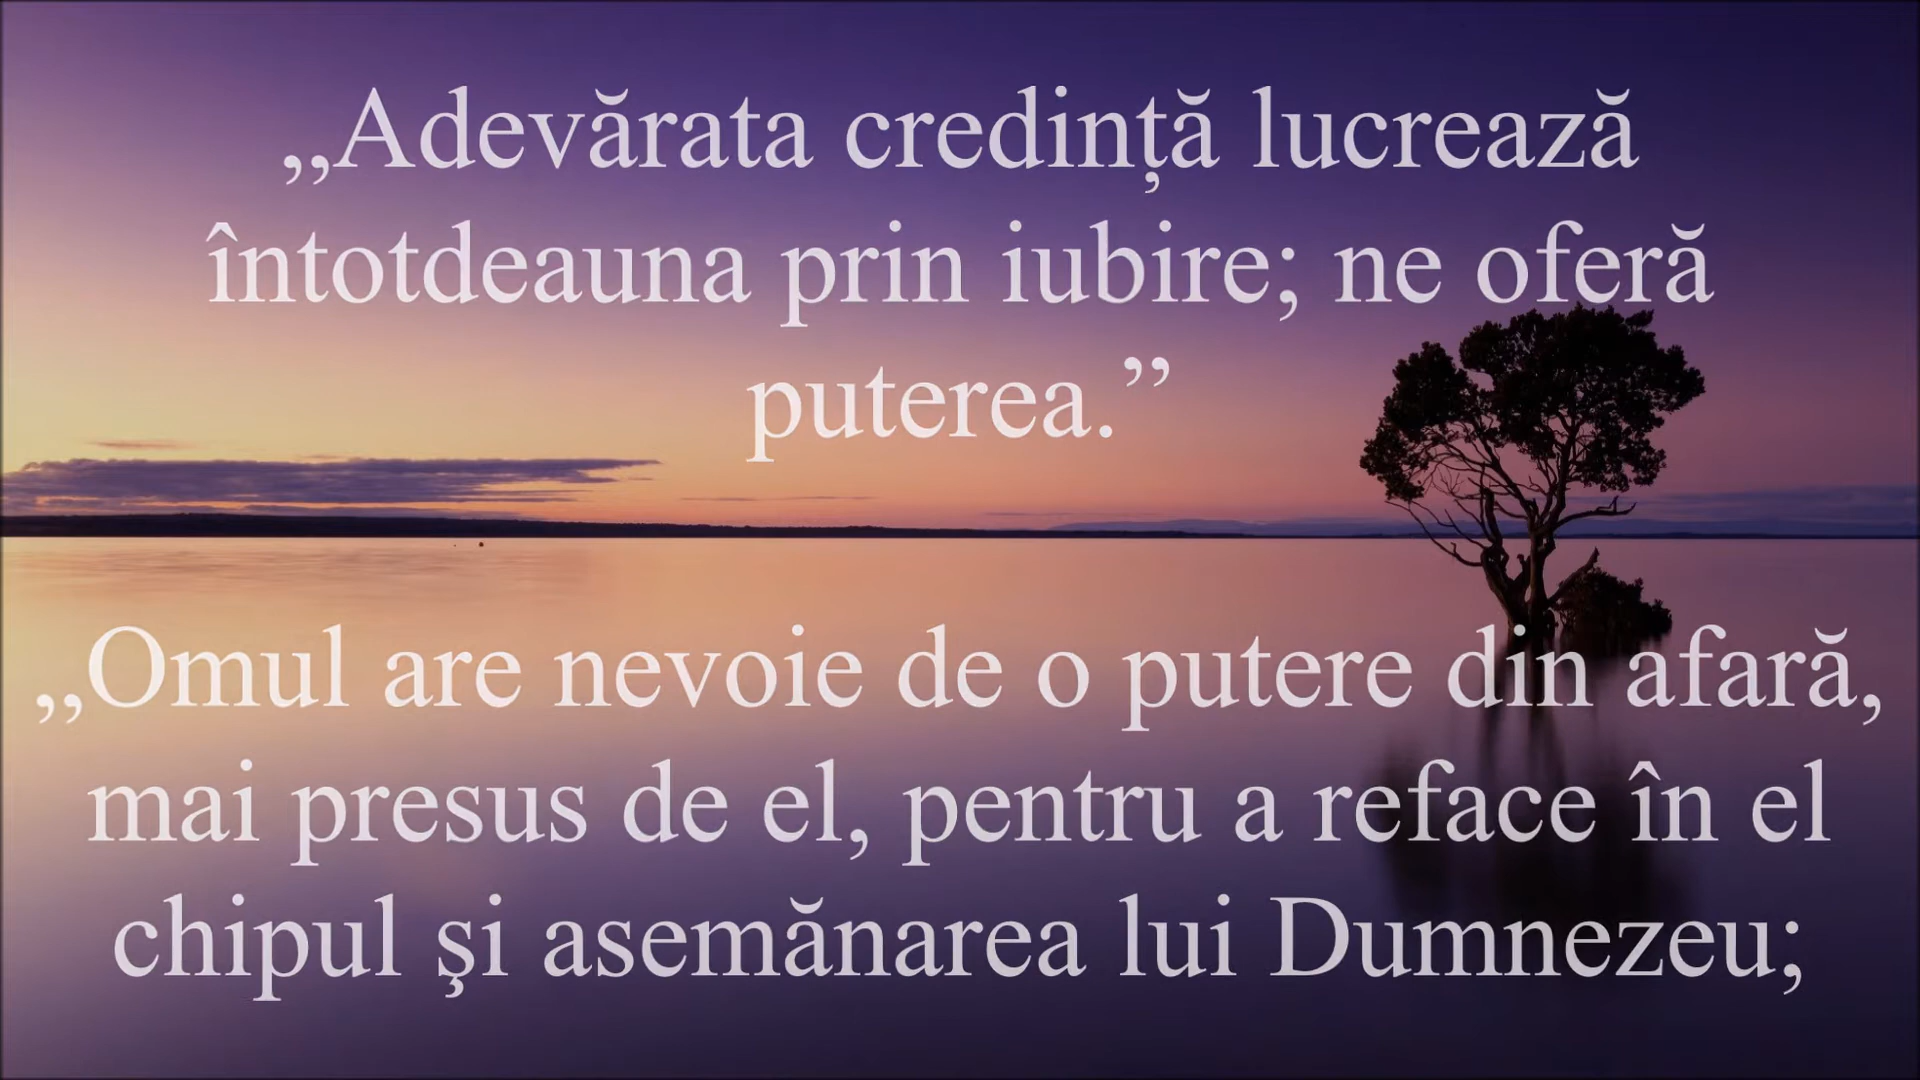 „Adevărata credință lucrează
întotdeauna prin iubire; ne oferă
puterea.”
„Omul are nevoie de o putere din afară,
mai presus de el, pentru a reface în el
chipul şi asemănarea lui Dumnezeu;